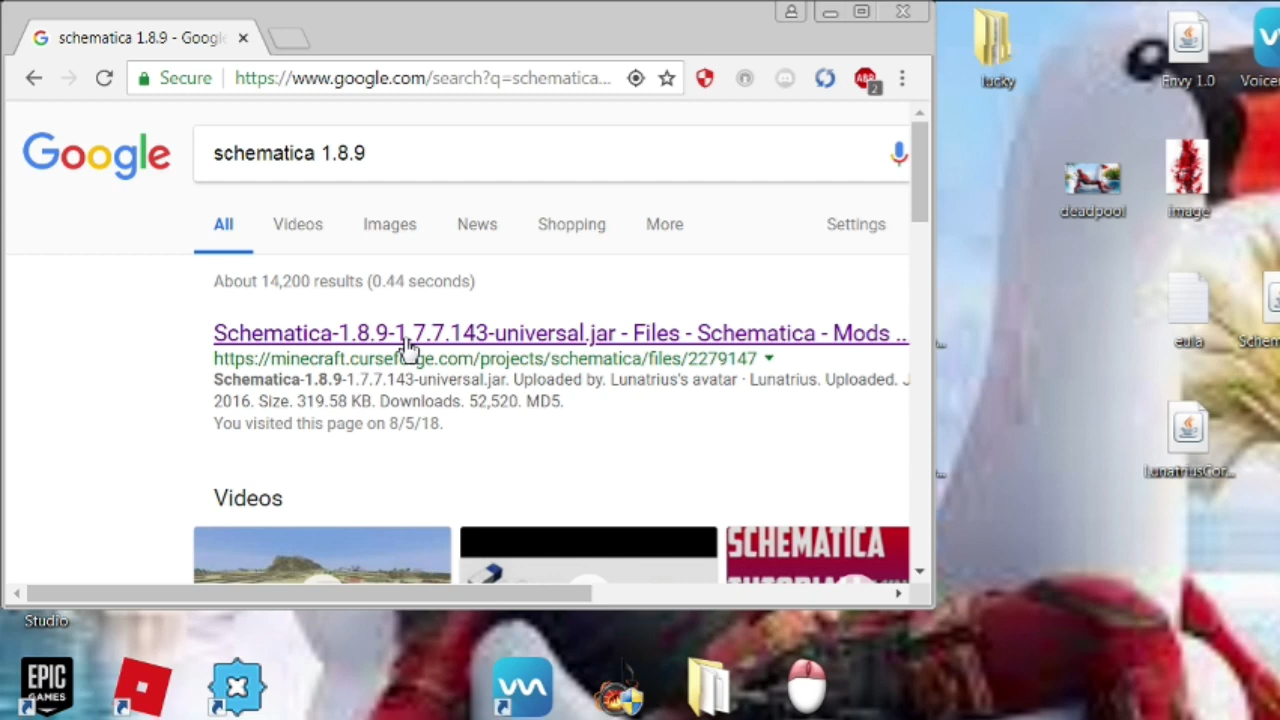 schematica 1.8.9 - Googl
Secure
https://www.google.com/search?q=schematica...
ABP
2
Google
schematica 1.8.9
All
Videos
Images
News
Shopping
More
Settings
About 14,200 results (0.44 seconds)
Schematica-1.8.9-1.7.7.143-universal.jar - Files - Schematica - Mods ...
https://minecraft.curseforge.com/projects/schematica/files/2279147
Schematica-1.8.9-1.7.7.143-universal.jar. Uploaded by. Lunatrius's avatar · Lunatrius. Uploaded. J
2016. Size. 319.58 KB. Downloads. 52,520. MD5.
You visited this page on 8/5/18.
Videos
SCHEMATICA
lucky
Envy 1.0
Voicem
deadpool
image
eula
Schem
LunatriusCor...
Studio
EPIC
GAMES